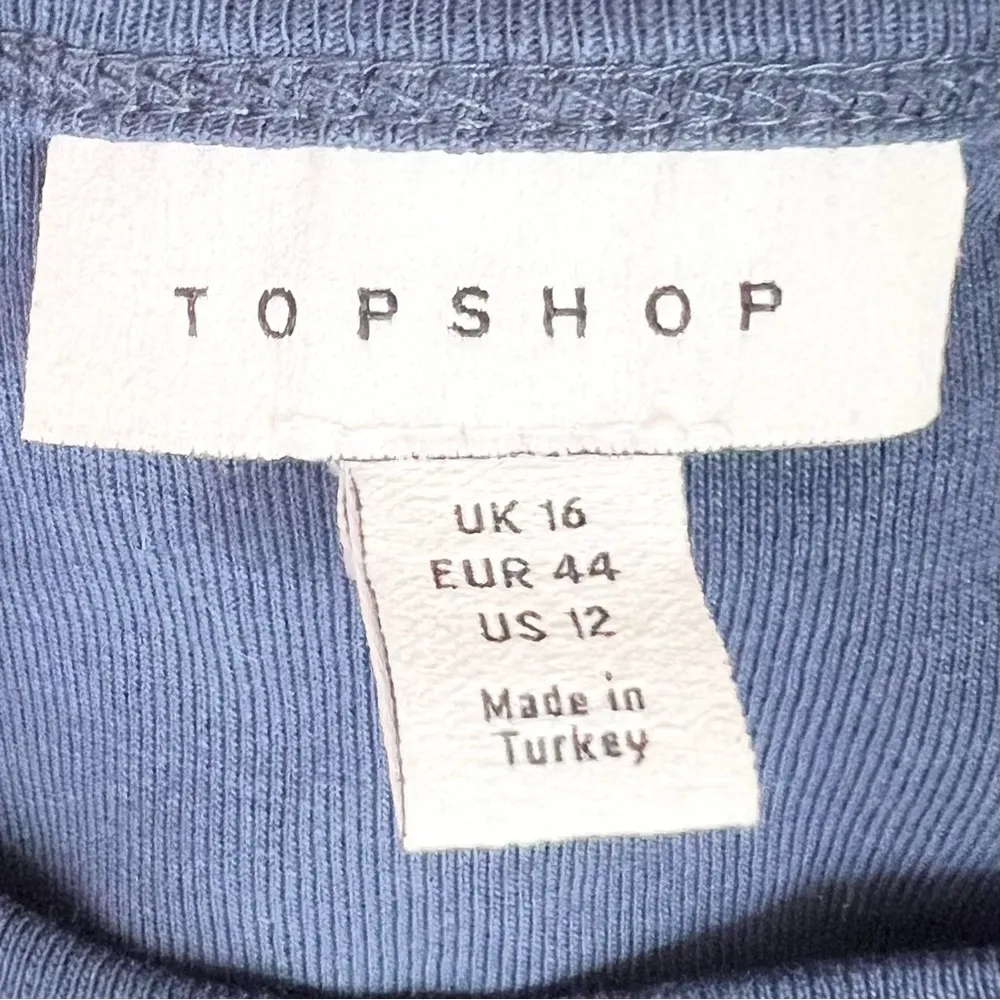 TOPSHOP
UK 16
EUR 44
US 12
Made in
Turkey